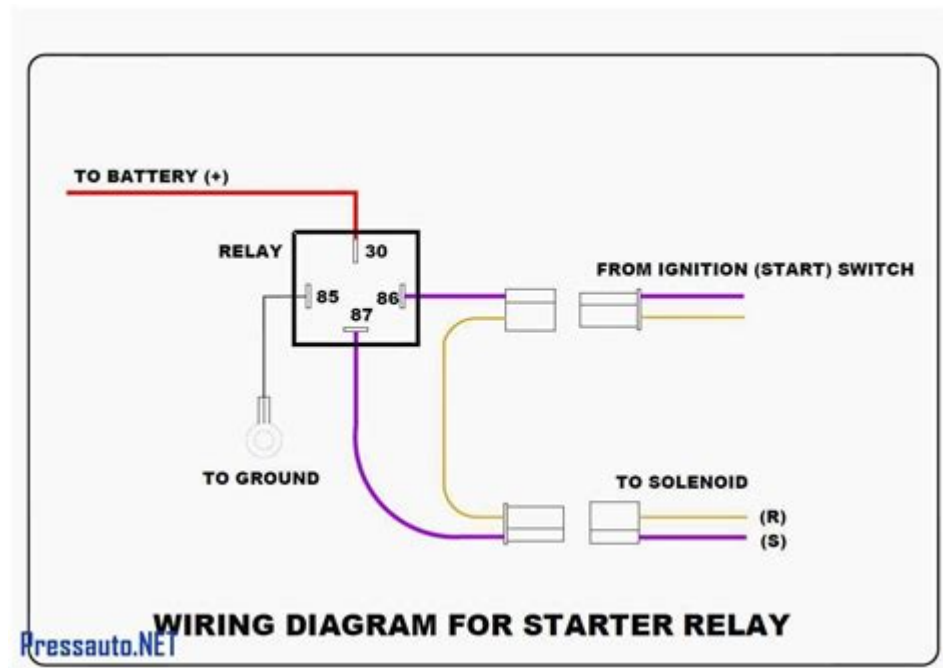 TO BATTERY (+)
RELAY
30
FROM IGNITION (START) SWITCH
85
86
87
TO GROUND
TO SOLENOID
(R)
(S)
WIRING DIAGRAM FOR STARTER RELAY
Pressauto.NET